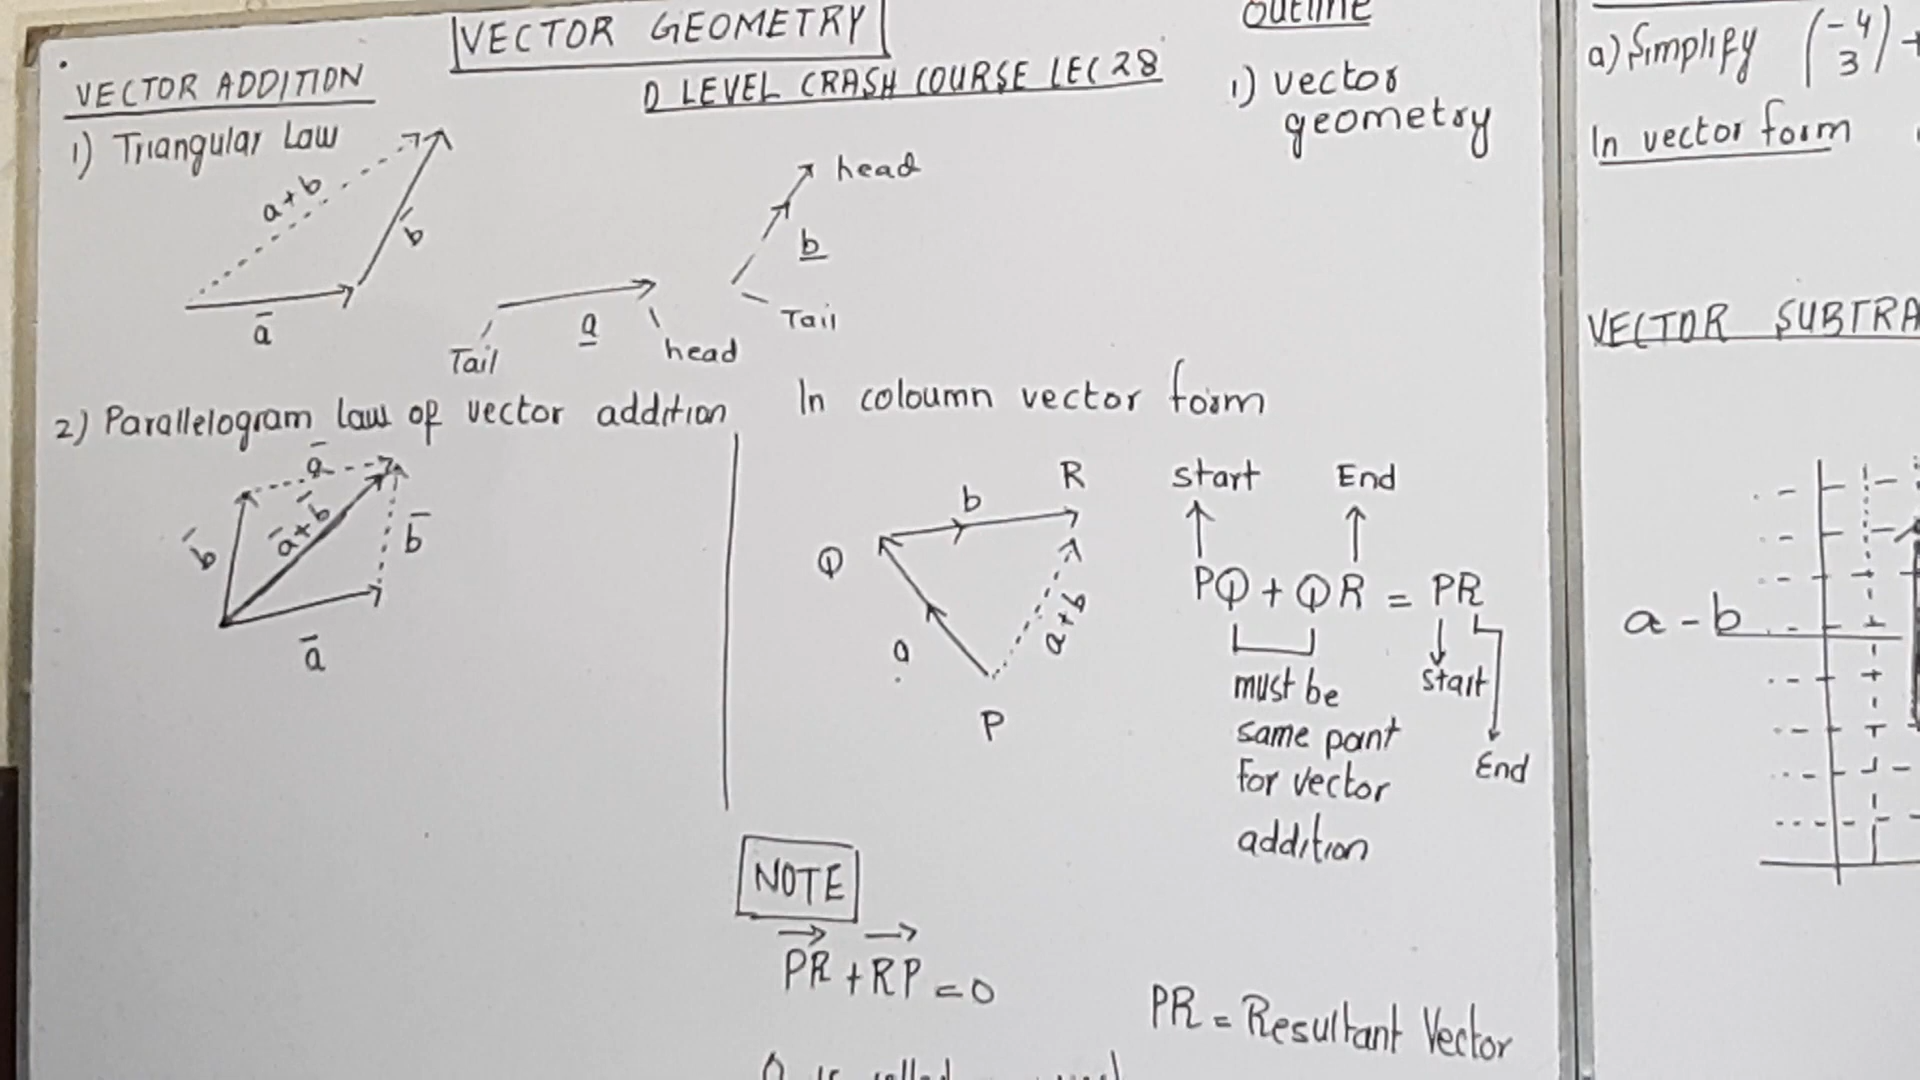 VECTOR GEOMETRY
O LEVEL CRASH COURSE LEC 28
VECTOR ADDITION
1) Triangular Law
a+b
b
a
head
b
Tail
a
Tail
head
2) Parallelogram law of vector addition
a
b
a+b
b
a
Outline
1) vector
geometry
In coloumn vector form
R
b
Q
a
a+b
P
Start
End
PQ + QR = PR
must be
same point
for vector
addition
Start
End
NOTE
PR + RP = 0
PR = Resultant Vector
a) Simplify (-4 3) +
In vector form
VECTOR SUBTRA
a - b